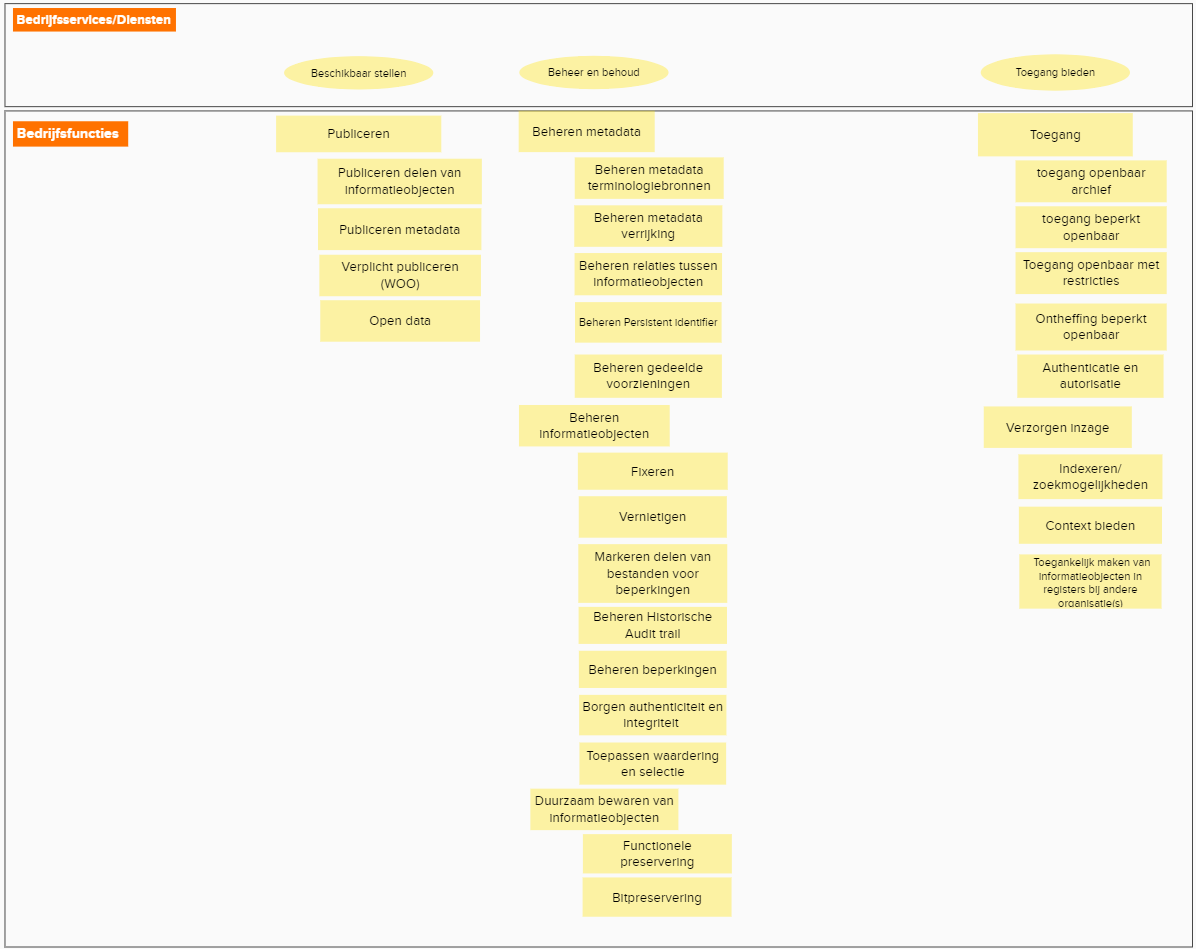 Bedrijfsservices/Diensten
Beschikbaar stellen
Beheer en behoud
Toegang bieden
Bedrijfsfuncties
Publiceren
Publiceren delen van
informatieobjecten
Publiceren metadata
Verplicht publiceren
(WOO)
Open data
Beheren metadata
Beheren metadata
terminologiebronnen
Beheren metadata
verrijking
Beheren relaties tussen
informatieobjecten
Beheren Persistent identifier
Beheren gedeelde
voorzieningen
Beheren
informatieobjecten
Fixeren
Vernietigen
Markeren delen van
bestanden voor
beperkingen
Beheren Historische
Audit trail
Beheren beperkingen
Borgen authenticiteit en
integriteit
Toepassen waardering
en selectie
Duurzaam bewaren van
informatieobjecten
Functionele
preservering
Bitpreservering
Toegang
toegang openbaar
archief
toegang beperkt
openbaar
Toegang openbaar met
restricties
Ontheffing beperkt
openbaar
Authenticatie en
autorisatie
Verzorgen inzage
Indexeren/
zoekmogelijkheden
Context bieden
Toegankelijk maken van
informatieobjecten in
registers bij andere
organisatie(s)